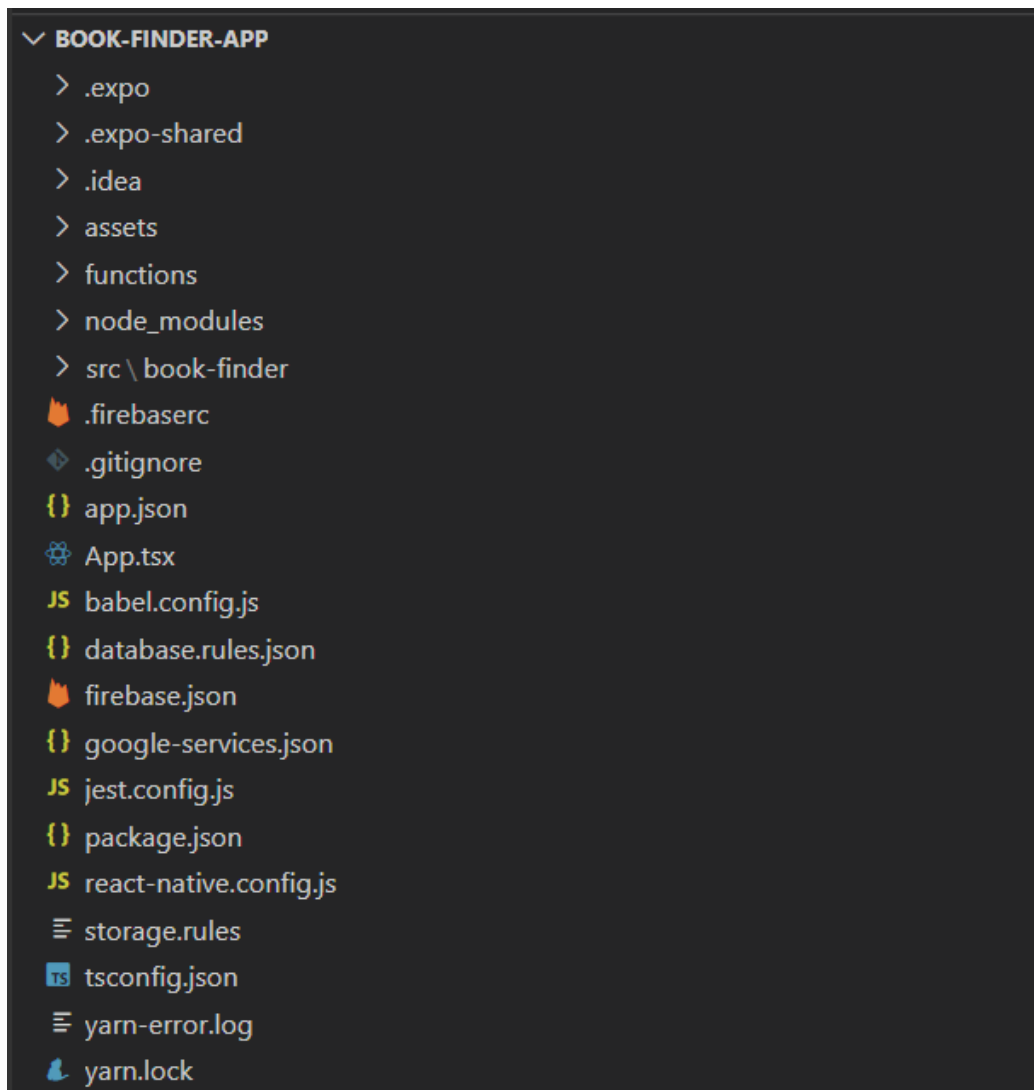 BOOK-FINDER-APP
.expo
.expo-shared
.idea
assets
functions
node_modules
src \ book-finder
.firebaserc
.gitignore
{} app.json
App.tsx
JS babel.config.js
{} database.rules.json
firebase.json
{} google-services.json
JS jest.config.js
{} package.json
JS react-native.config.js
storage.rules
TS tsconfig.json
yarn-error.log
yarn.lock